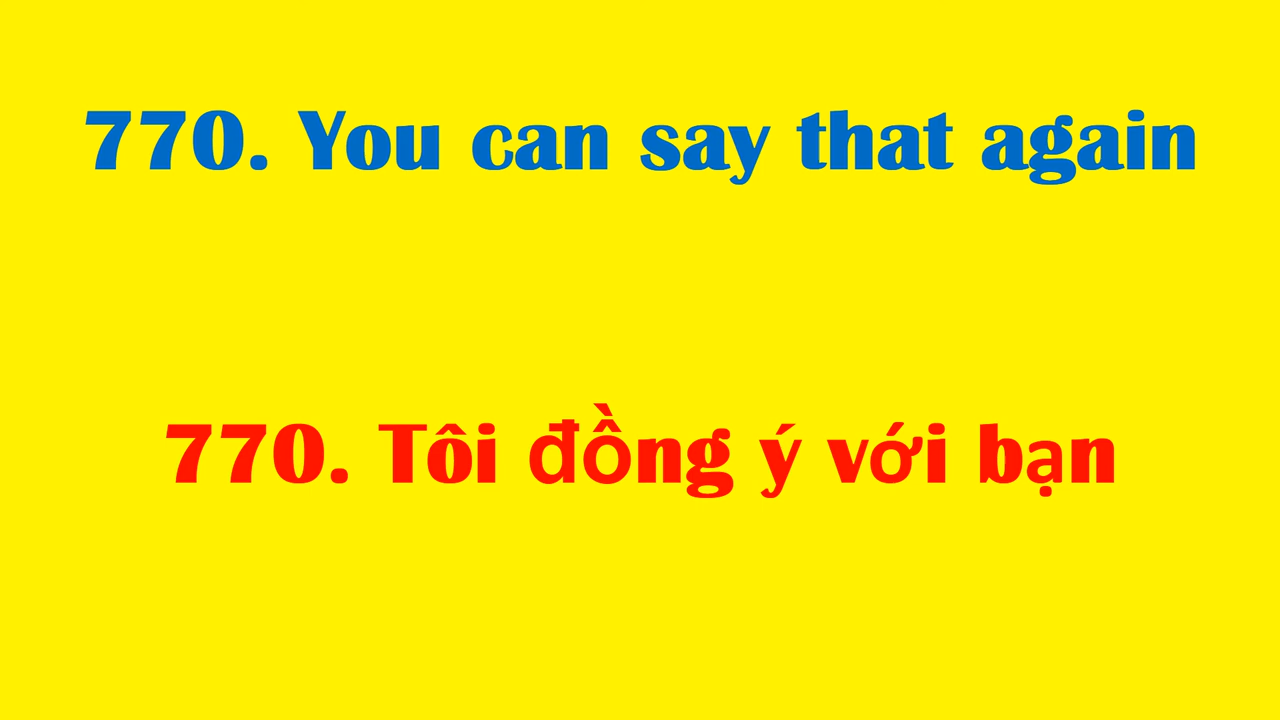 770. You can say that again
770. Tôi đồng ý với bạn